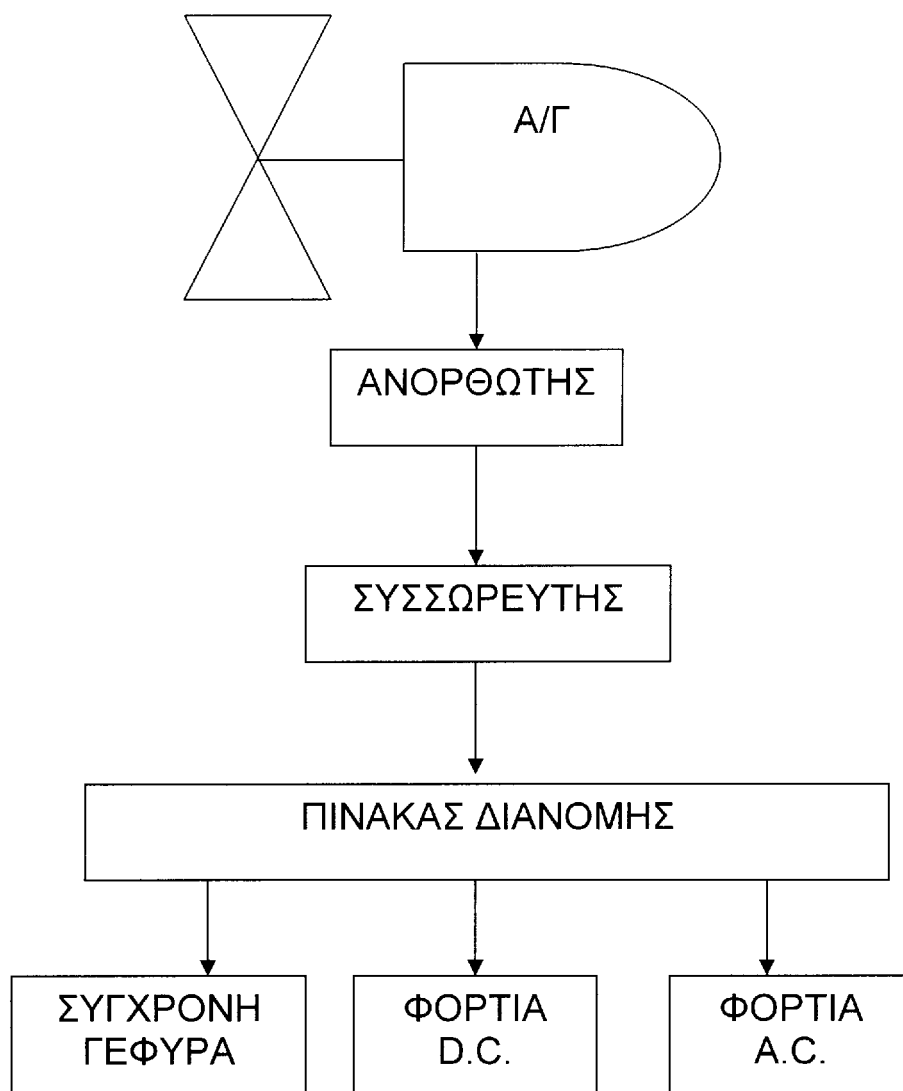 Α/Γ
ΑΝΟΡΘΩΤΗΣ
ΣΥΣΣΩΡΕΥΤΗΣ
ΠΙΝΑΚΑΣ ΔΙΑΝΟΜΗΣ
ΣΥΓΧΡΟΝΗ
ΓΕΦΥΡΑ
ΦΟΡΤΙΑ
D.C.
ΦΟΡΤΙΑ
A.C.